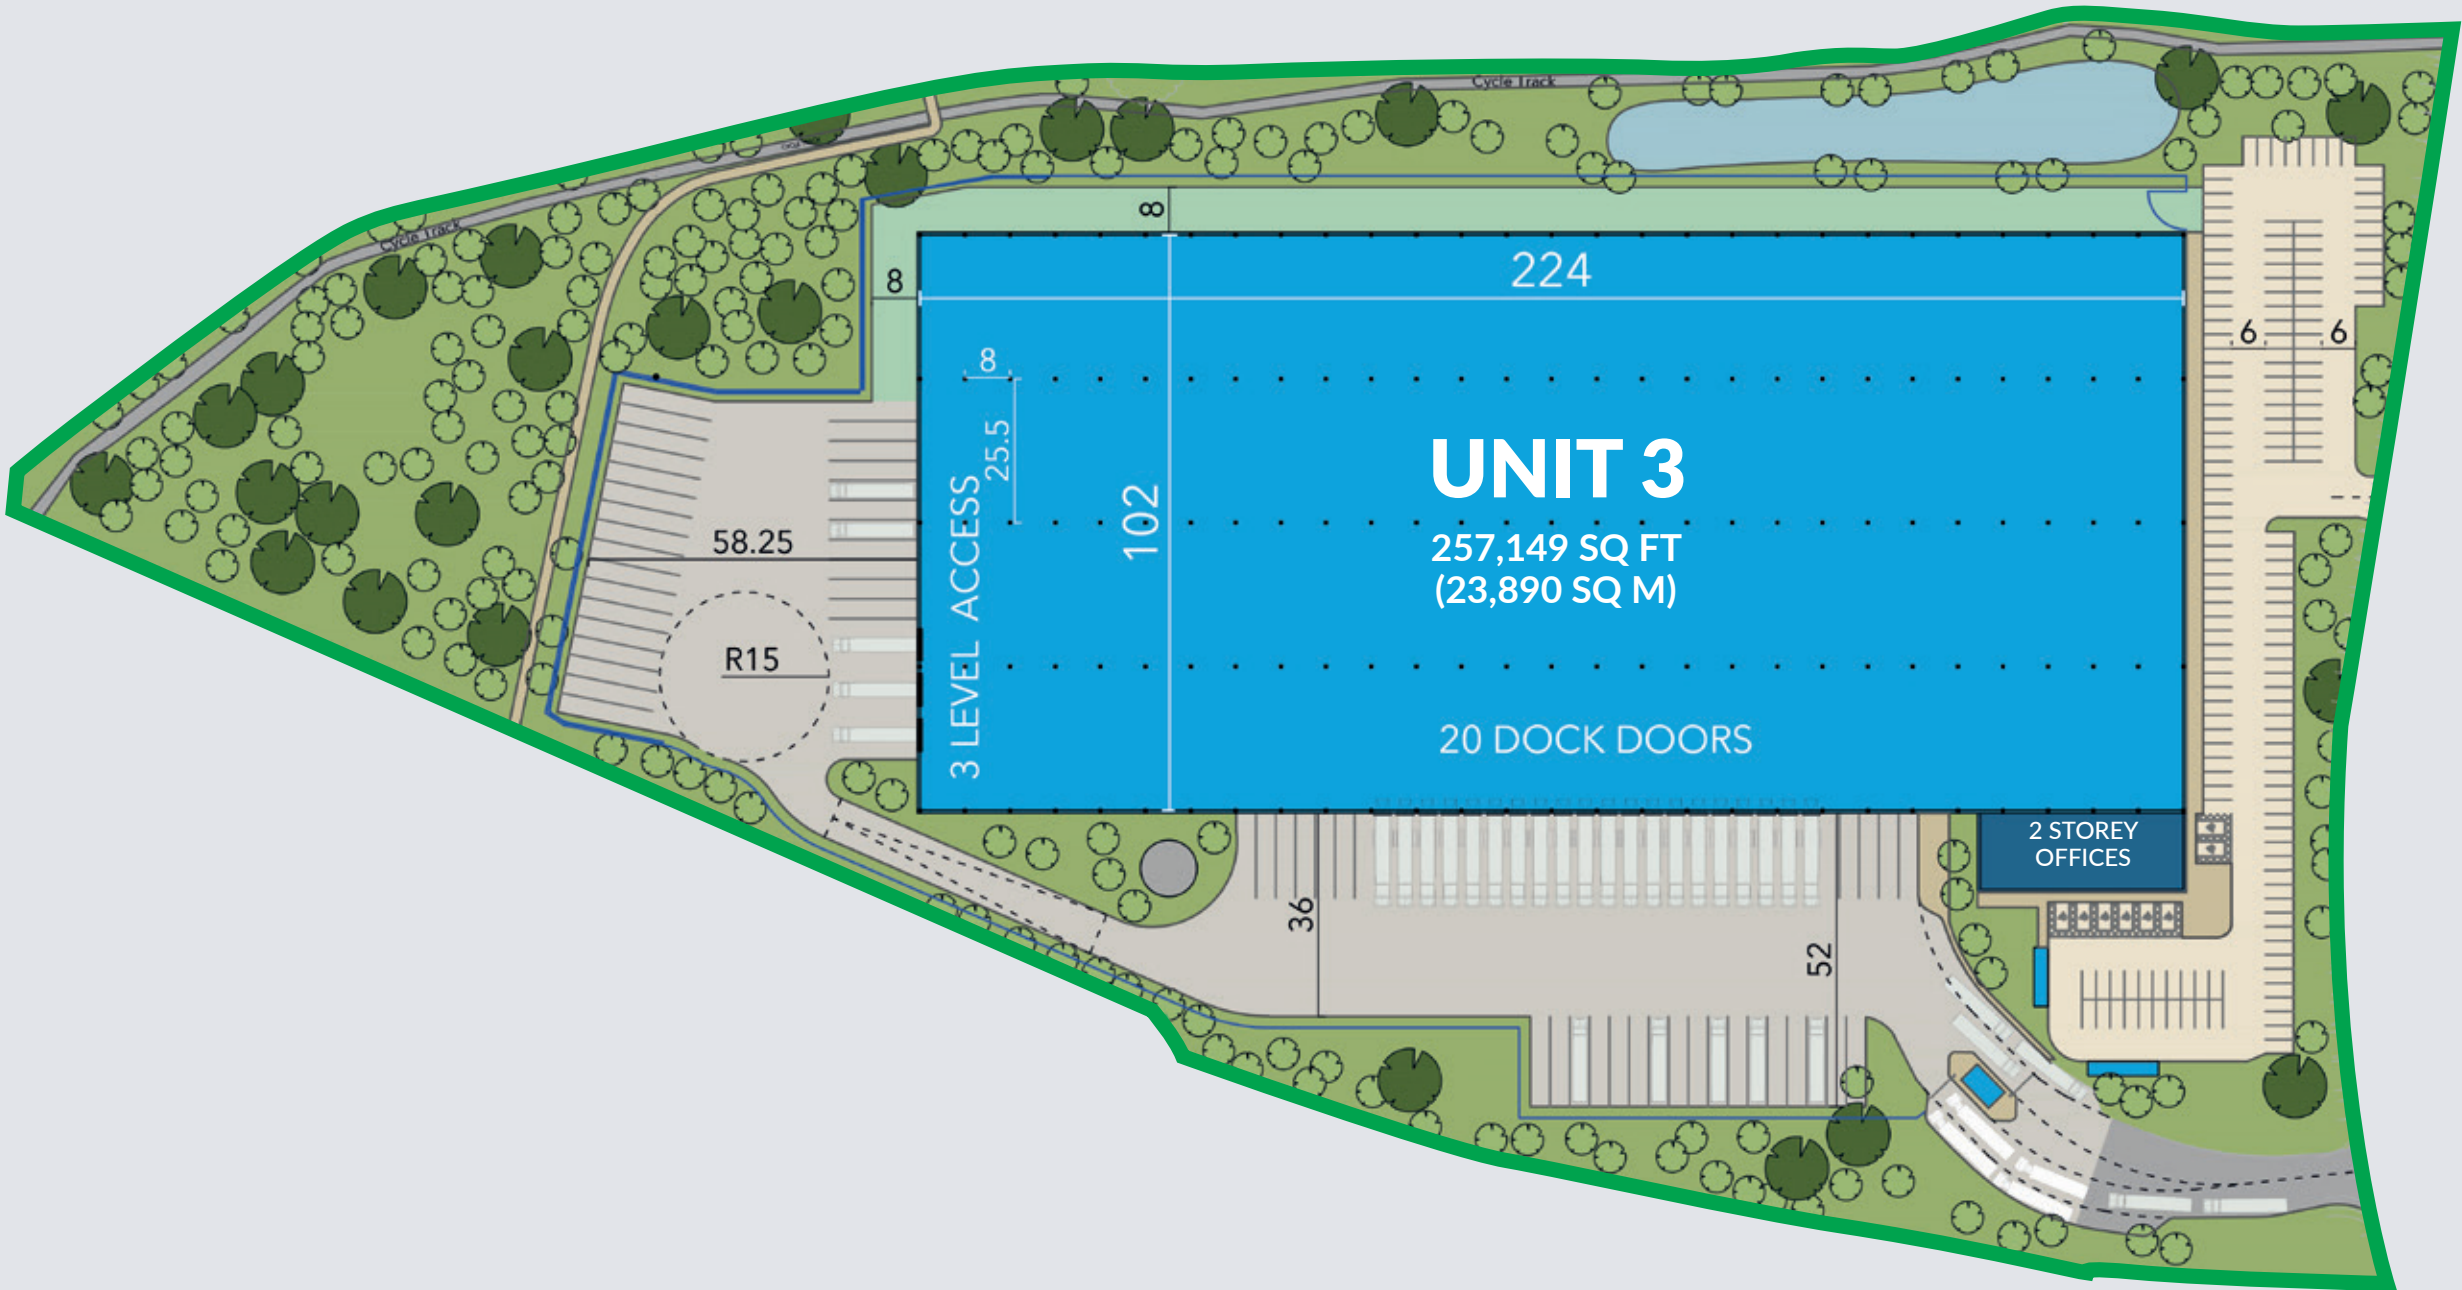 Cycle Track
Cycle Track
8
224
8
6
6
8
25.5
102
UNIT 3
257,149 SQ FT
(23,890 SQ M)
58.25
3 LEVEL ACCESS
R15
20 DOCK DOORS
2 STOREY
OFFICES
36
52